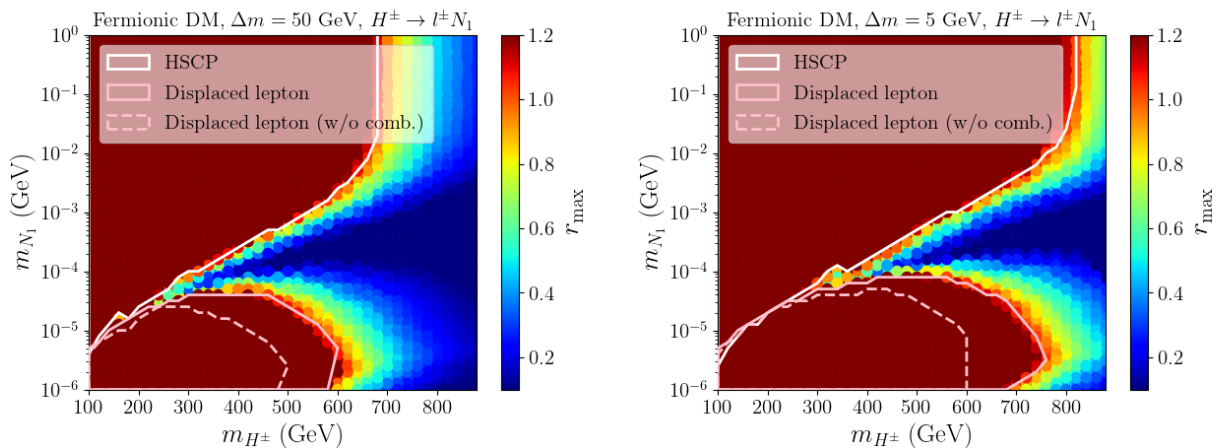 Fermionic DM, Δm = 50 GeV, H± → l±N₁
10⁰
10⁻¹
10⁻²
10⁻³
10⁻⁴
10⁻⁵
10⁻⁶
m_N₁ (GeV)
HSCP
Displaced lepton
Displaced lepton (w/o comb.)
100 200 300 400 500 600 700 800
m_H± (GeV)
1.2
1.0
0.8
0.6
0.4
0.2
r_max
Fermionic DM, Δm = 5 GeV, H± → l±N₁
10⁰
10⁻¹
10⁻²
10⁻³
10⁻⁴
10⁻⁵
10⁻⁶
m_N₁ (GeV)
HSCP
Displaced lepton
Displaced lepton (w/o comb.)
100 200 300 400 500 600 700 800
m_H± (GeV)
1.2
1.0
0.8
0.6
0.4
0.2
r_max